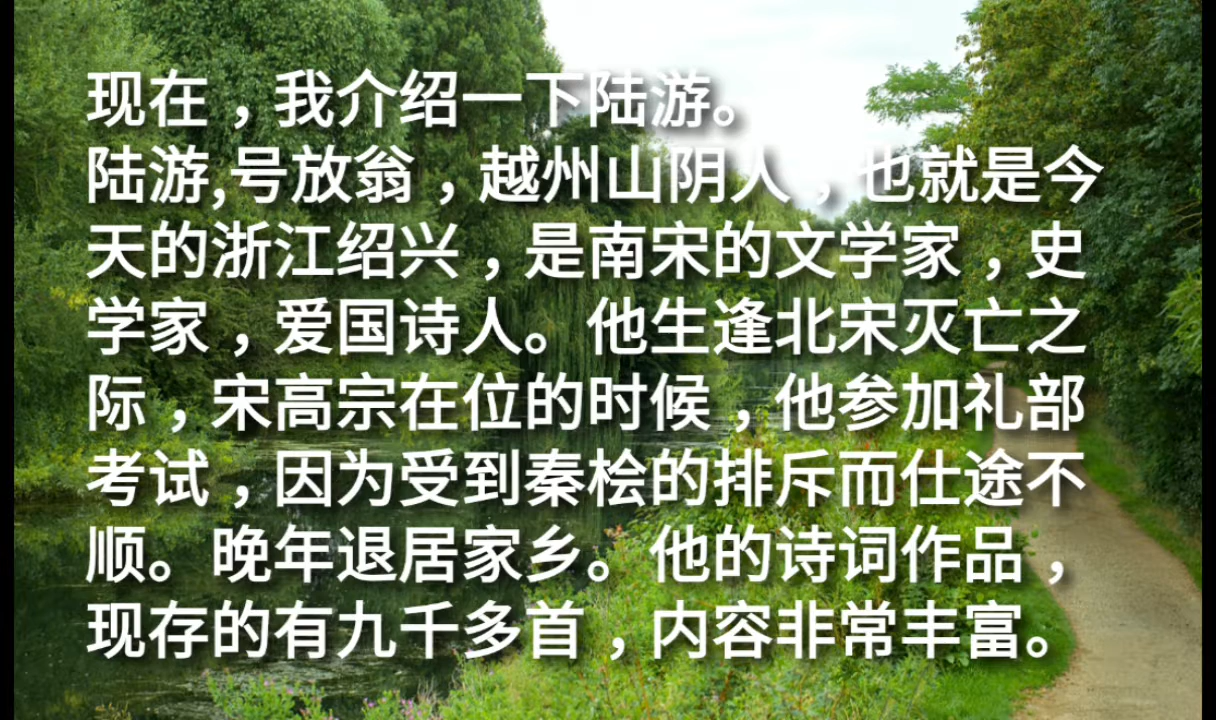 现在，我介绍一下陆游。
陆游,号放翁，越州山阴人，也就是今
天的浙江绍兴，是南宋的文学家，史
学家，爱国诗人。他生逢北宋灭亡之
际，宋高宗在位的时候，他参加礼部
考试，因为受到秦桧的排斥而仕途不
顺。晚年退居家乡。他的诗词作品，
现存的有九千多首，内容非常丰富。